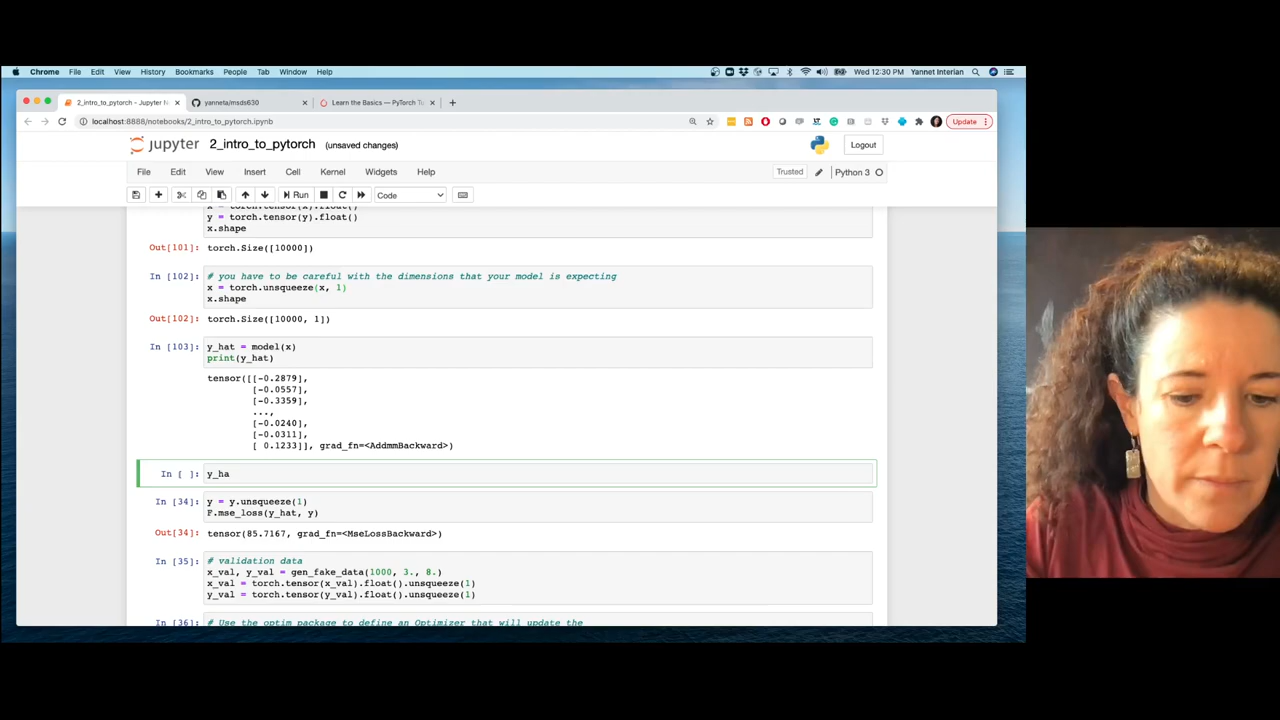 Chrome File Edit View History Bookmarks People Tab Window Help
Wed 12:30 PM Yannet Interian
2_intro_to_pytorch - Jupyter N
yanneta/msds630
Learn the Basics — PyTorch Tu
localhost:8888/notebooks/2_intro_to_pytorch.ipynb
Update
jupyter 2_intro_to_pytorch (unsaved changes)
Logout
File Edit View Insert Cell Kernel Widgets Help
Trusted
Python 3
Run
Code
x = torch.tensor(x).float()
y = torch.tensor(y).float()
x.shape
Out[101]: torch.Size([10000])
In [102]: # you have to be careful with the dimensions that your model is expecting
x = torch.unsqueeze(x, 1)
x.shape
Out[102]: torch.Size([10000, 1])
In [103]: y_hat = model(x)
print(y_hat)
tensor([[-0.2879],
[-0.0557],
[-0.3359],
...,
[-0.0240],
[-0.0311],
[ 0.1233]], grad_fn=<AddmmBackward>)
In [ ]: y_ha
In [34]: y = y.unsqueeze(1)
F.mse_loss(y_hat, y)
Out[34]: tensor(85.7167, grad_fn=<MseLossBackward>)
In [35]: # validation data
x_val, y_val = gen_fake_data(1000, 3., 8.)
x_val = torch.tensor(x_val).float().unsqueeze(1)
y_val = torch.tensor(y_val).float().unsqueeze(1)
In [36]: # Use the optim package to define an Optimizer that will update the